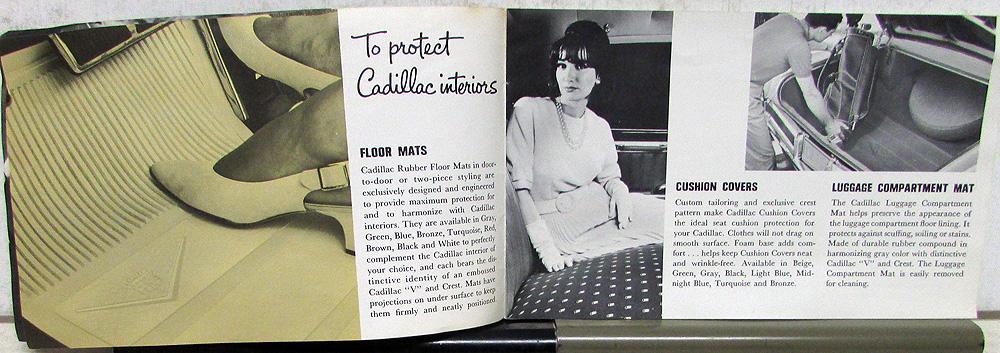 To protect
Cadillac interiors
FLOOR MATS
Cadillac Rubber Floor Mats in door-
to-door or two-piece styling are
exclusively designed and engineered
to provide maximum protection for
and to harmonize with Cadillac
interiors. They are available in Gray,
Green, Blue, Bronze, Turquoise, Red,
Brown, Black and White to perfectly
complement the Cadillac interior of
your choice, and each bears the dis-
tinctive identity of an embossed
Cadillac "V" and Crest. Mats have
projections on under surface to keep
them firmly and neatly positioned
CUSHION COVERS
Custom tailoring and exclusive crest
pattern make Cadillac Cushion Covers
the ideal seat cushion protection for
your Cadillac. Clothes will not drag on
smooth surface. Foam base adds com-
fort . . . helps keep Cushion Covers neat
and wrinkle-free. Available in Beige,
Green, Gray, Black, Light Blue, Mid-
night Blue, Turquoise and Bronze.
LUGGAGE COMPARTMENT MAT
The Cadillac Luggage Compartment
Mat helps preserve the appearance of
the luggage compartment floor lining. It
protects against scuffing, soiling or stains.
Made of durable rubber compound in
harmonizing gray color with distinctive
Cadillac "V" and Crest. The Luggage
Compartment Mat is easily removed
for cleaning.